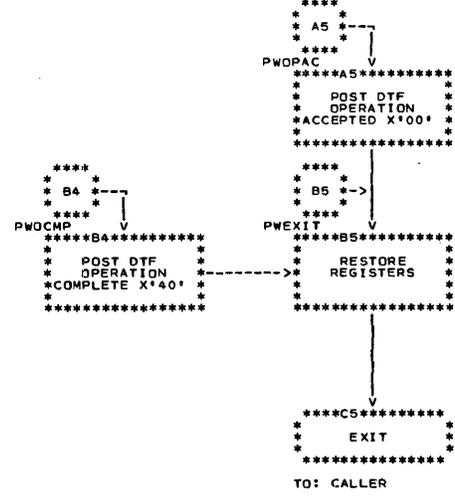 A5
PWOPAC
A5
POST DTF
OPERATION
ACCEPTED X'00'
B4
B5
PWOCMP
PWEXIT
B4
B5
POST DTF
OPERATION
COMPLETE X'40'
RESTORE
REGISTERS
C5
EXIT
TO: CALLER